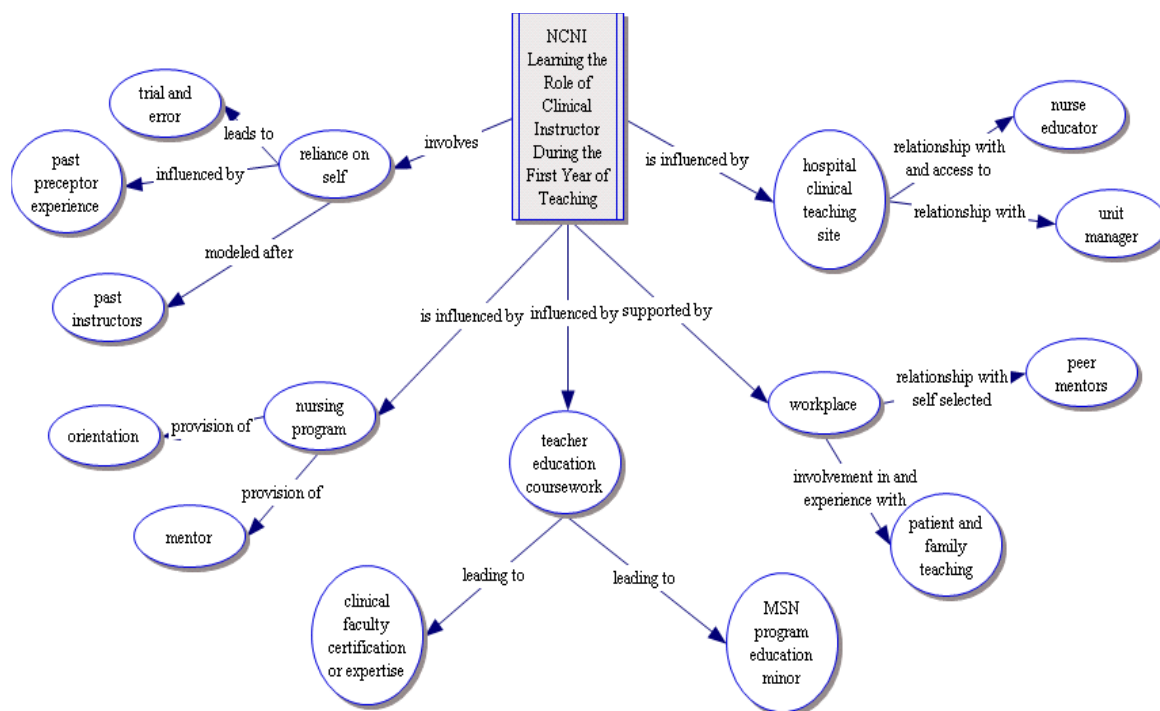 NCNI
Learning the
Role of
Clinical
Instructor
During the
First Year of
Teaching
involves
reliance on
self
leads to
trial and
error
influenced by
past
preceptor
experience
modeled after
past
instructors
is influenced by
hospital
clinical
teaching
site
relationship with
and access to
nurse
educator
relationship with
unit
manager
is influenced by
nursing
program
provision of
orientation
provision of
mentor
influenced by
teacher
education
coursework
leading to
clinical
faculty
certification
or expertise
leading to
MSN
program
education
minor
supported by
workplace
relationship with
self selected
peer
mentors
involvement in and
experience with
patient and
family
teaching